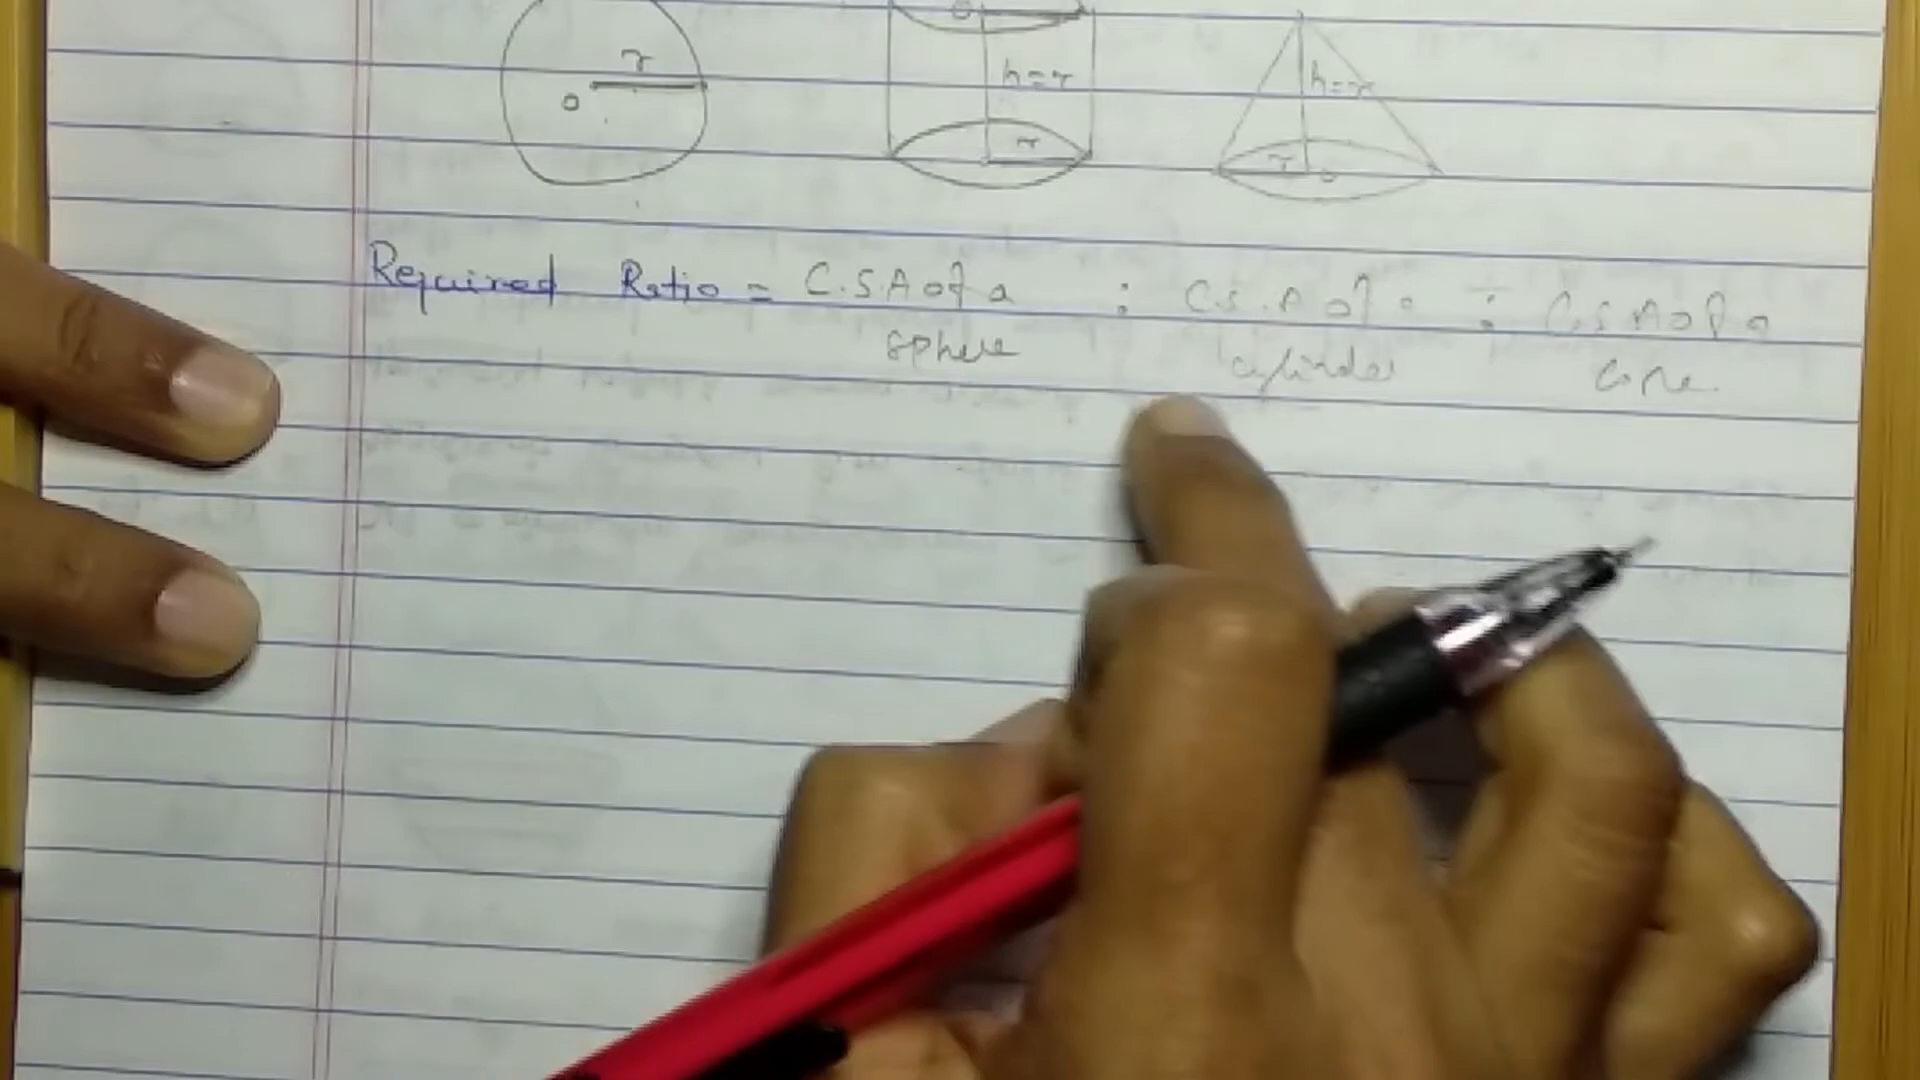 r
o
h=r
r
h=r
r
Required Ratio = C.S.A of a : C.S.A of a : C.S.A of a
sphere cylinder cone